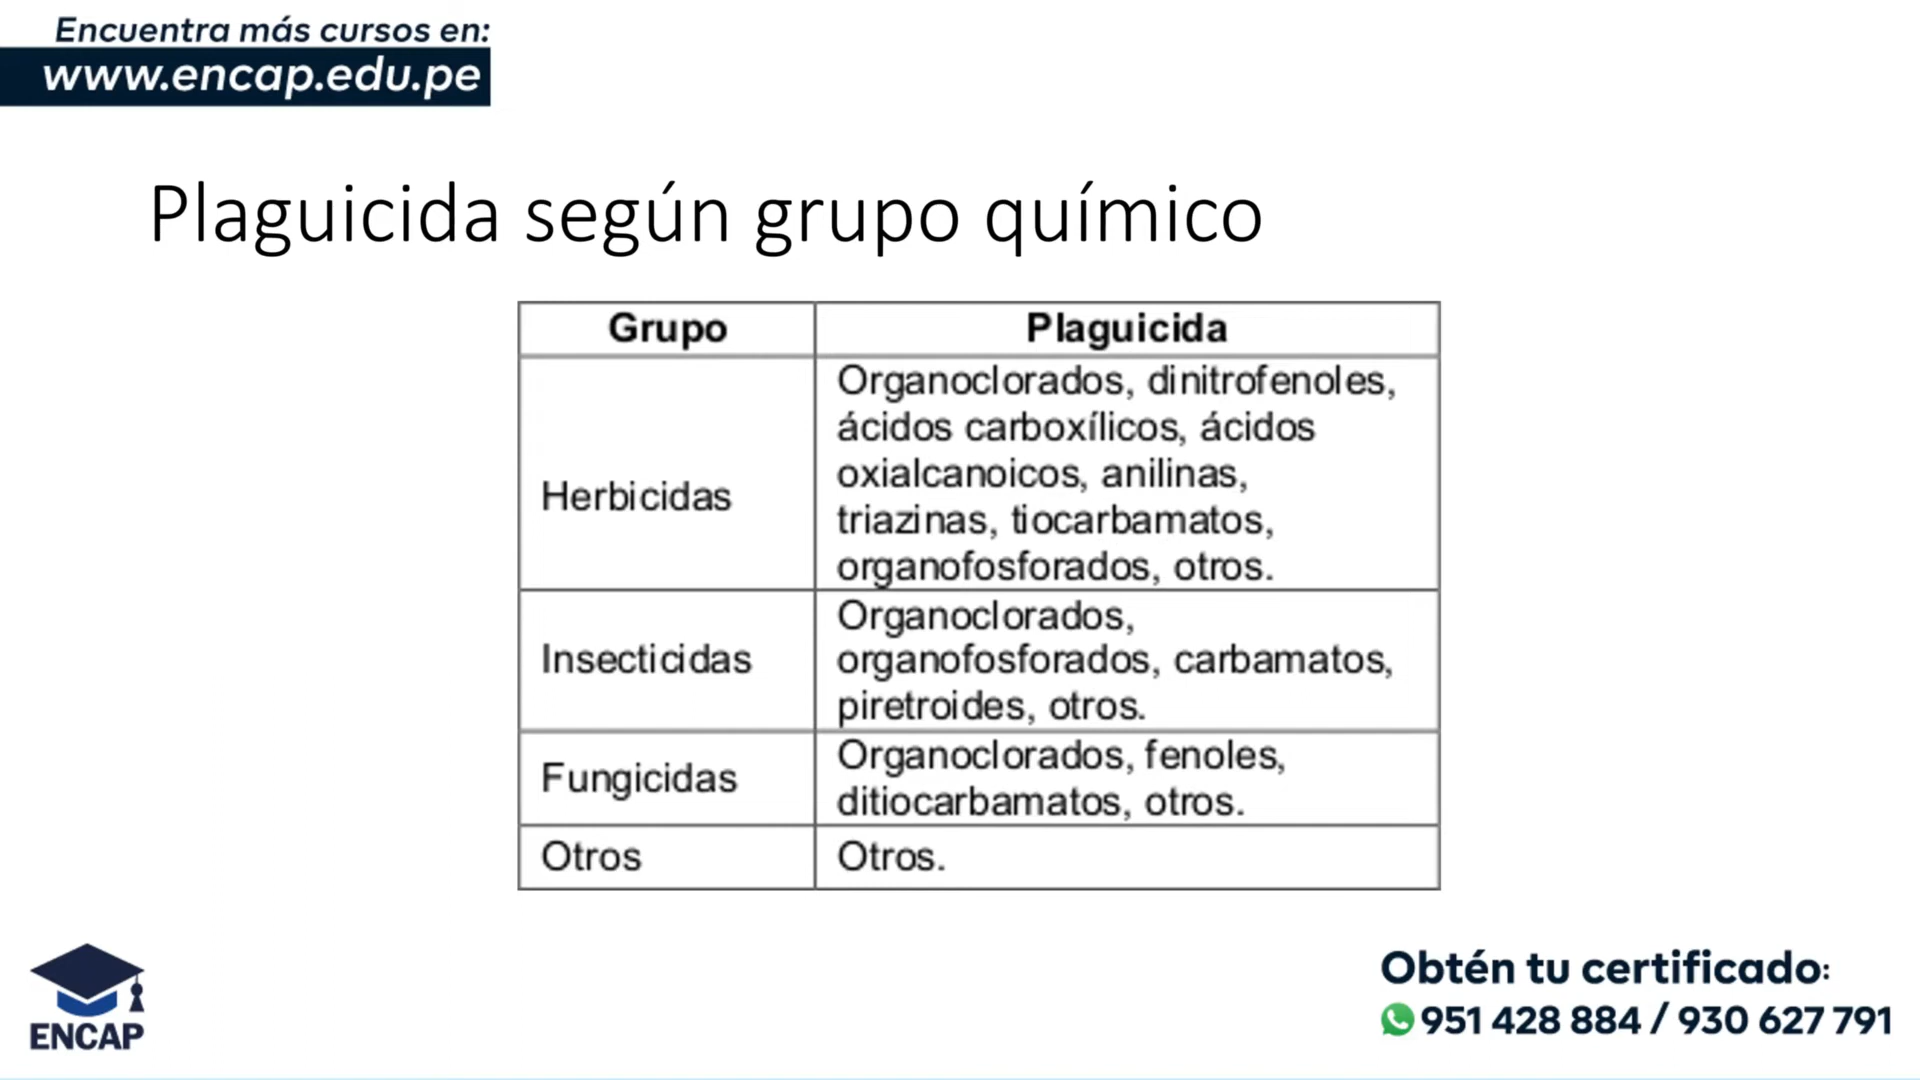 Encuentra más cursos en:
www.encap.edu.pe
Plaguicida según grupo químico
Grupo
Plaguicida
Herbicidas
Organoclorados, dinitrofenoles,
ácidos carboxílicos, ácidos
oxialcanoicos, anilinas,
triazinas, tiocarbamatos,
organofosforados, otros.
Insecticidas
Organoclorados,
organofosforados, carbamatos,
piretroides, otros.
Fungicidas
Organoclorados, fenoles,
ditiocarbamatos, otros.
Otros
Otros.
ENCAP
Obtén tu certificado:
951 428 884 / 930 627 791